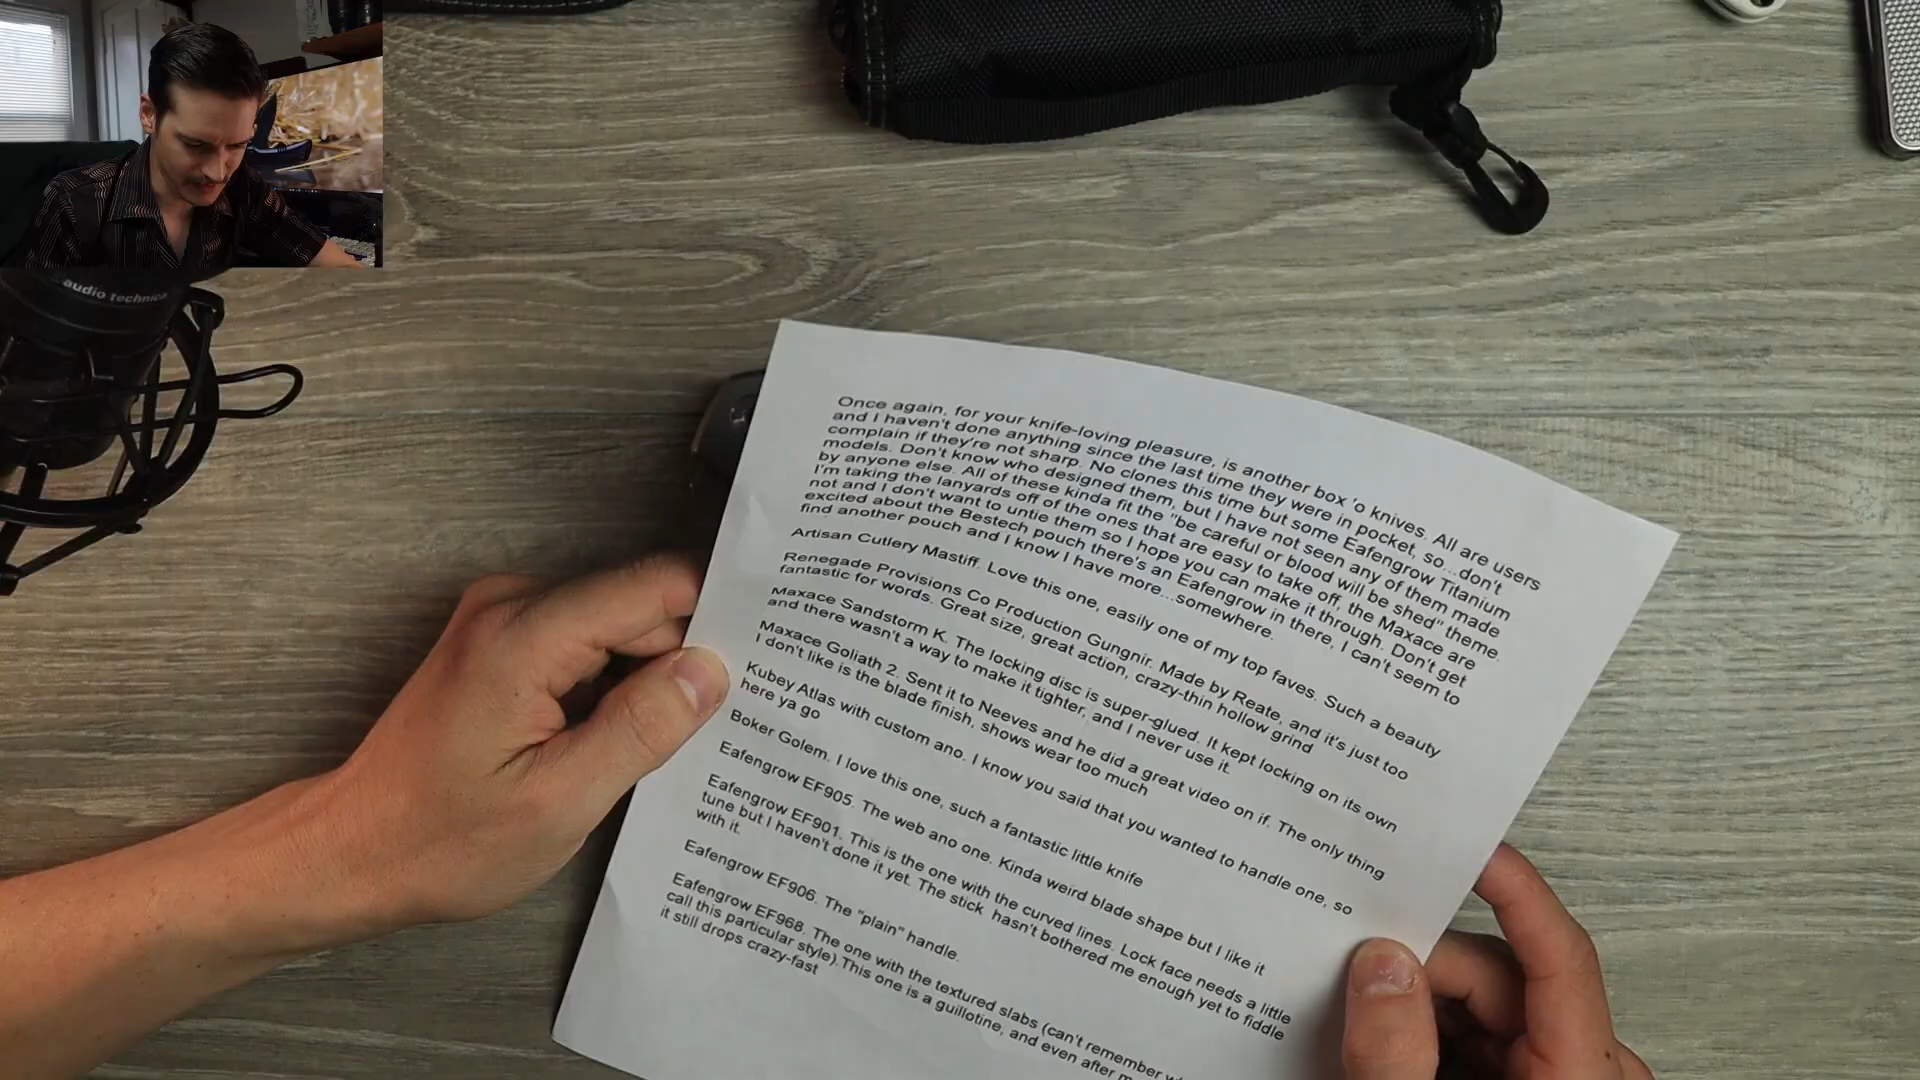 audio technica
Once again, for your knife-loving pleasure, is another box 'o knives. All are users
and I haven't done anything since the last time they were in pocket, so...don't
complain if they're not sharp. No clones this time but some Eafengrow Titanium
models. Don't know who designed them, but I have not seen any of them made
by anyone else. All of these kinda fit the "be careful or blood will be shed" theme.
I'm taking the lanyards off of the ones that are easy to take off, the Maxace are
not and I don't want to untie them so I hope you can make it through. Don't get
excited about the Bestech pouch there's an Eafengrow in there, I can't seem to
find another pouch and I know I have more...somewhere.
Artisan Cutlery Mastiff. Love this one, easily one of my top faves. Such a beauty
Renegade Provisions Co Production Gungnir. Made by Reate, and it's just too
fantastic for words. Great size, great action, crazy-thin hollow grind
Maxace Sandstorm K. The locking disc is super-glued. It kept locking on its own
and there wasn't a way to make it tighter, and I never use it.
Maxace Goliath 2. Sent it to Neeves and he did a great video on if. The only thing
I don't like is the blade finish, shows wear too much
Kubey Atlas with custom ano. I know you said that you wanted to handle one, so
here ya go
Boker Golem. I love this one, such a fantastic little knife
Eafengrow EF905. The web ano one. Kinda weird blade shape but I like it
Eafengrow EF901. This is the one with the curved lines. Lock face needs a little
tune but I haven't done it yet. The stick hasn't bothered me enough yet to fiddle
with it.
Eafengrow EF906. The "plain" handle.
Eafengrow EF968. The one with the textured slabs (can't remember
call this particular style).This one is a guillotine, and even after
it still drops crazy-fast